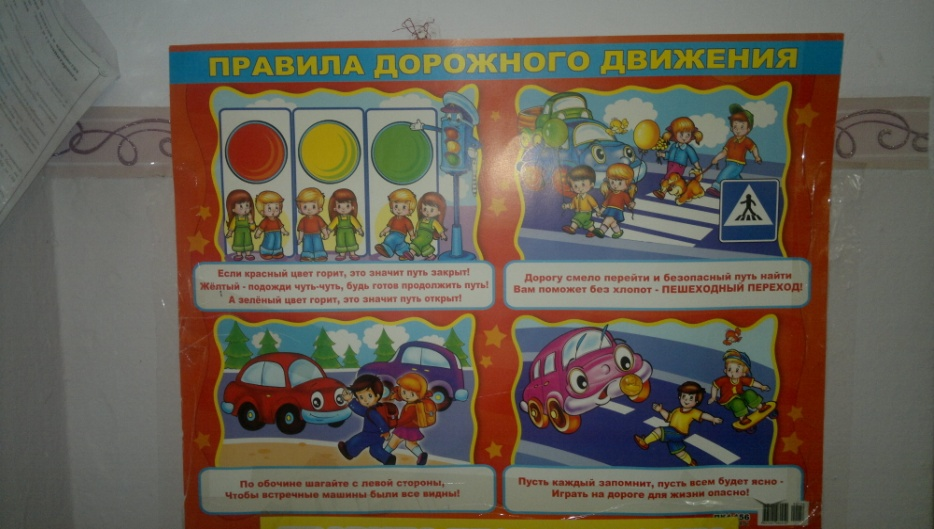 ПРАВИЛА ДОРОЖНОГО ДВИЖЕНИЯ
Если красный цвет горит, это значит путь закрыт!
Жёлтый - подожди чуть-чуть, будь готов продолжить путь!
А зелёный цвет горит, это значит путь открыт!
Дорогу смело перейти и безопасный путь найти
Вам поможет без хлопот - ПЕШЕХОДНЫЙ ПЕРЕХОД!
По обочине шагайте с левой стороны,
Чтобы встречные машины были все видны!
Пусть каждый запомнит, пусть всем будет ясно -
Играть на дороге для жизни опасно!